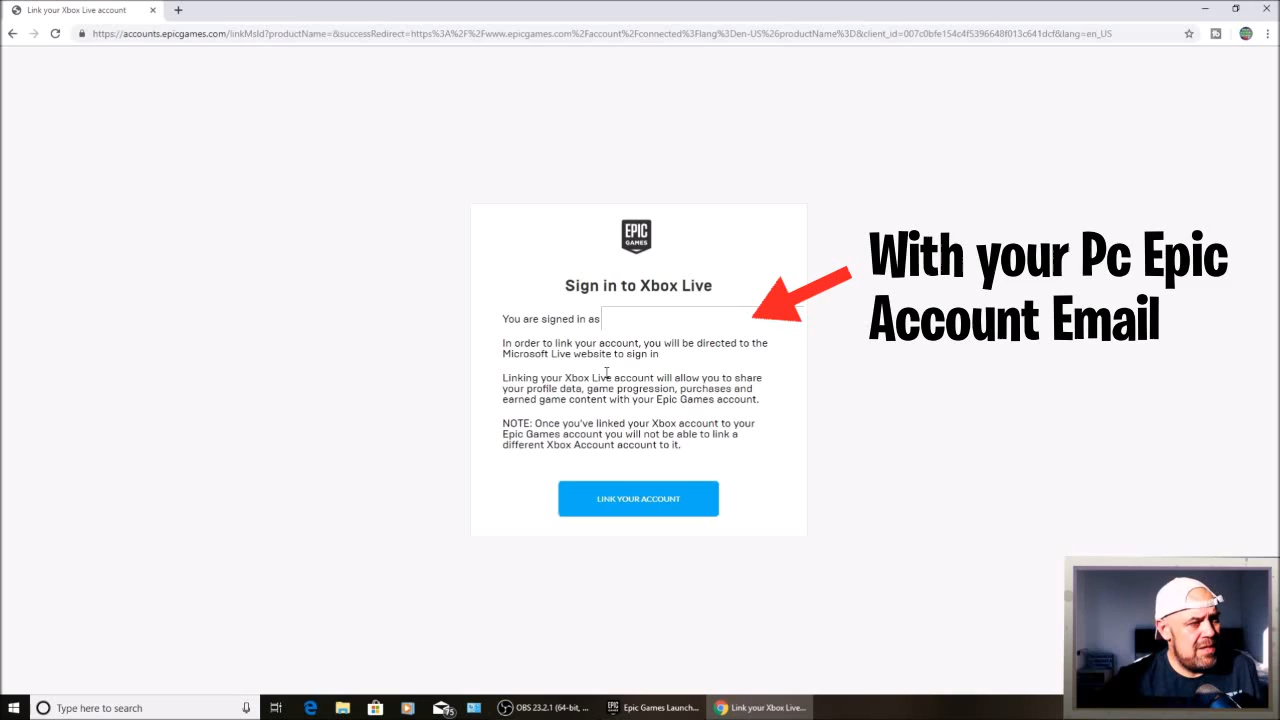 Link your Xbox Live account
https://accounts.epicgames.com/linkMsId?productName=&successRedirect=https%3A%2F%2Fwww.epicgames.com%2Faccount%2Fconnected%3Flang%3Den-US%26productName%3D&client_id=007c0bfe154c4f5396648f013c641dcf&lang=en_US
EPIC
GAMES
Sign in to Xbox Live
You are signed in as
In order to link your account, you will be directed to the
Microsoft Live website to sign in
Linking your Xbox Live account will allow you to share
your profile data, game progression, purchases and
earned game content with your Epic Games account.
NOTE: Once you've linked your Xbox account to your
Epic Games account you will not be able to link a
different Xbox Account account to it.
LINK YOUR ACCOUNT
With your Pc Epic
Account Email
Type here to search
75
OBS 23.2.1 (64-bit, ...
EPIC
Epic Games Launch...
Link your Xbox Live...